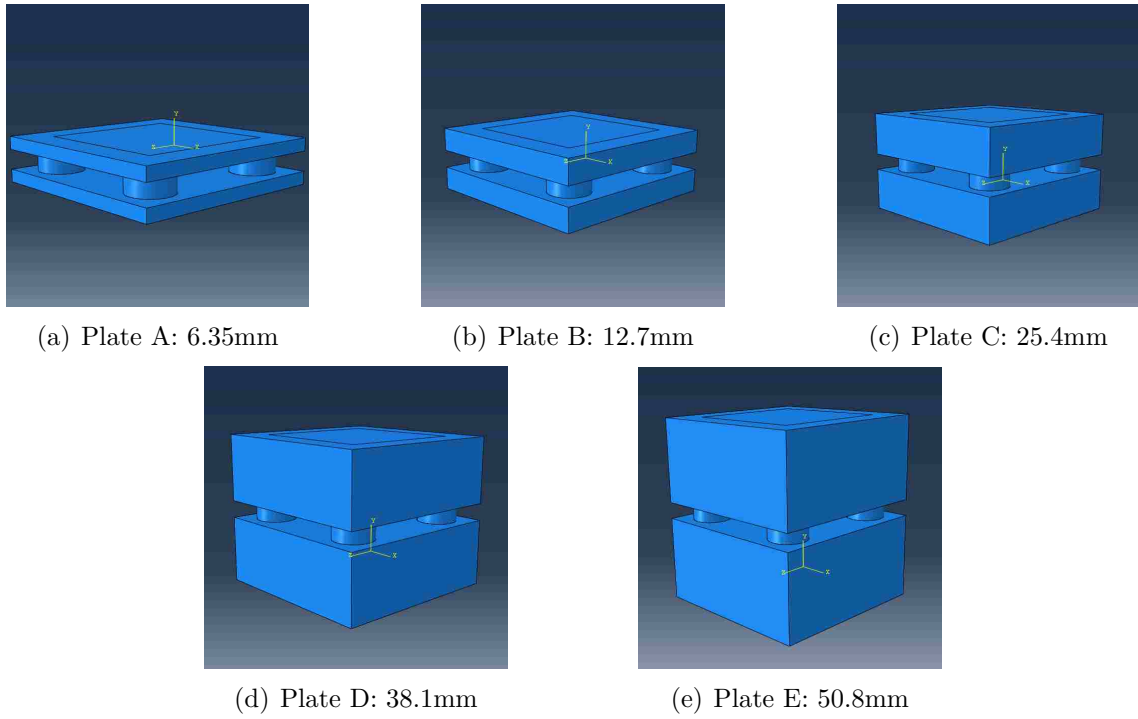 Y
Z X
Y
Z X
Y
Z X
(a) Plate A: 6.35mm
(b) Plate B: 12.7mm
(c) Plate C: 25.4mm
Y
Z X
Y
Z X
(d) Plate D: 38.1mm
(e) Plate E: 50.8mm